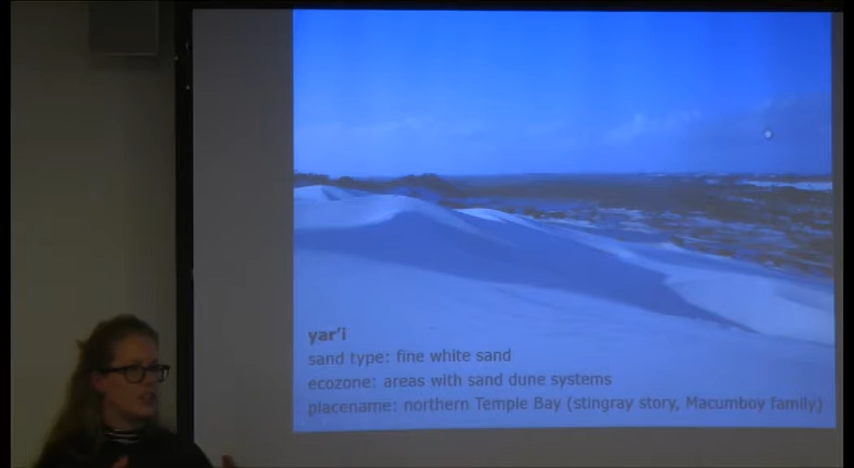 yar'i
sand type: fine white sand
ecozone: areas with sand dune systems
placename: northern Temple Bay (stingray story, Macumboy family)